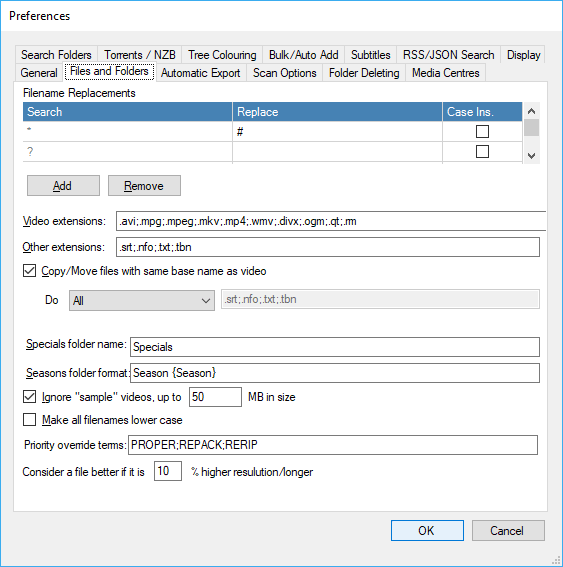 Preferences
Search Folders Torrents / NZB Tree Colouring Bulk/Auto Add Subtitles RSS/JSON Search Display
General Files and Folders Automatic Export Scan Options Folder Deleting Media Centres
Filename Replacements
Search Replace Case Ins.
* #
?
Add Remove
Video extensions: .avi;.mpg;.mpeg;.mkv;.mp4;.wmv;.divx;.ogm;.qt;.rm
Other extensions: .srt;.nfo;.txt;.tbn
Copy/Move files with same base name as video
Do All .srt;.nfo;.txt;.tbn
Specials folder name: Specials
Seasons folder format: Season {Season}
Ignore "sample" videos, up to 50 MB in size
Make all filenames lower case
Priority override terms: PROPER;REPACK;RERIP
Consider a file better if it is 10 % higher resulution/longer
OK Cancel